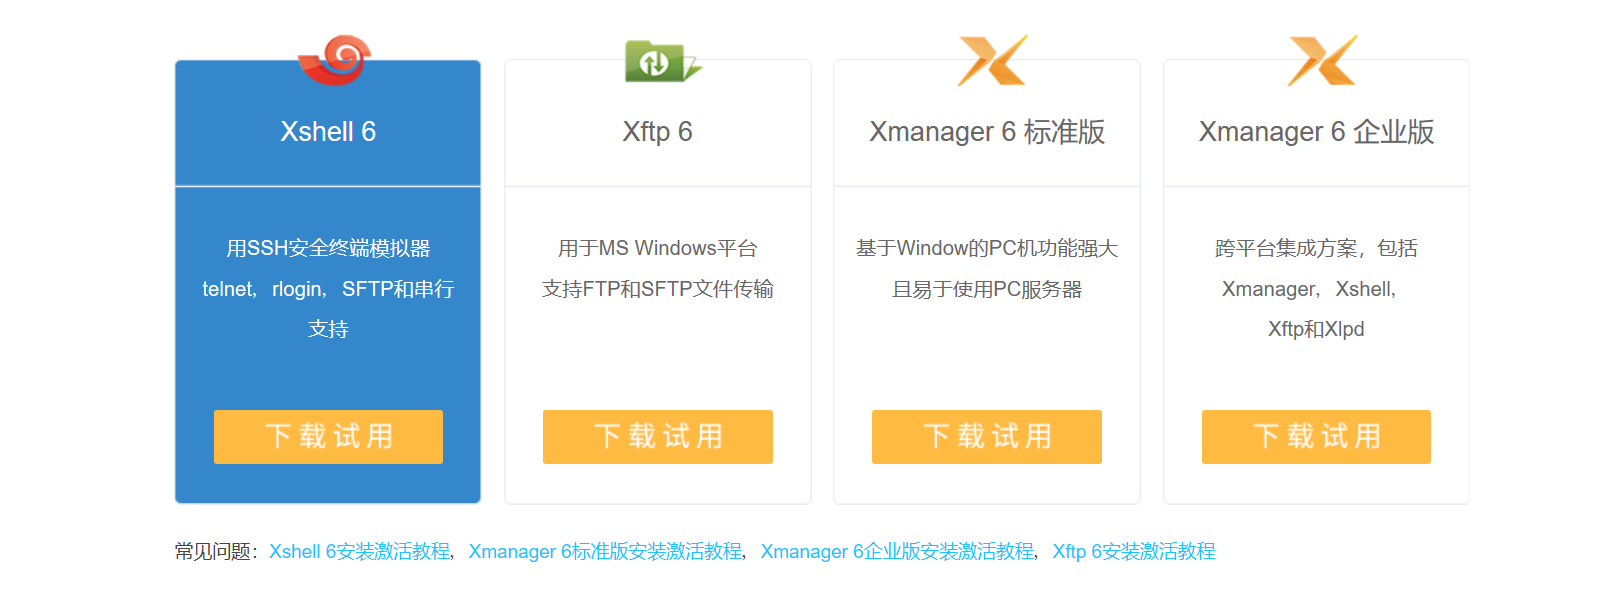 Xshell 6
用SSH安全终端模拟器
telnet，rlogin，SFTP和串行
支持
下载试用
Xftp 6
用于MS Windows平台
支持FTP和SFTP文件传输
下载试用
Xmanager 6 标准版
基于Window的PC机功能强大
且易于使用PC服务器
下载试用
Xmanager 6 企业版
跨平台集成方案，包括
Xmanager，Xshell，
Xftp和Xlpd
下载试用
常见问题：Xshell 6安装激活教程，Xmanager 6标准版安装激活教程，Xmanager 6企业版安装激活教程，Xftp 6安装激活教程